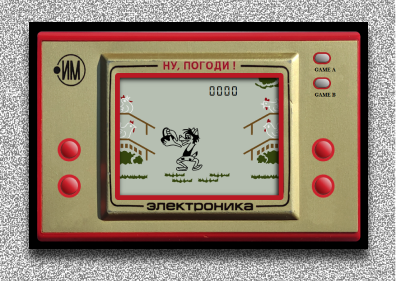 ИМ
НУ, ПОГОДИ !
GAME A
0000
GAME B
электроника